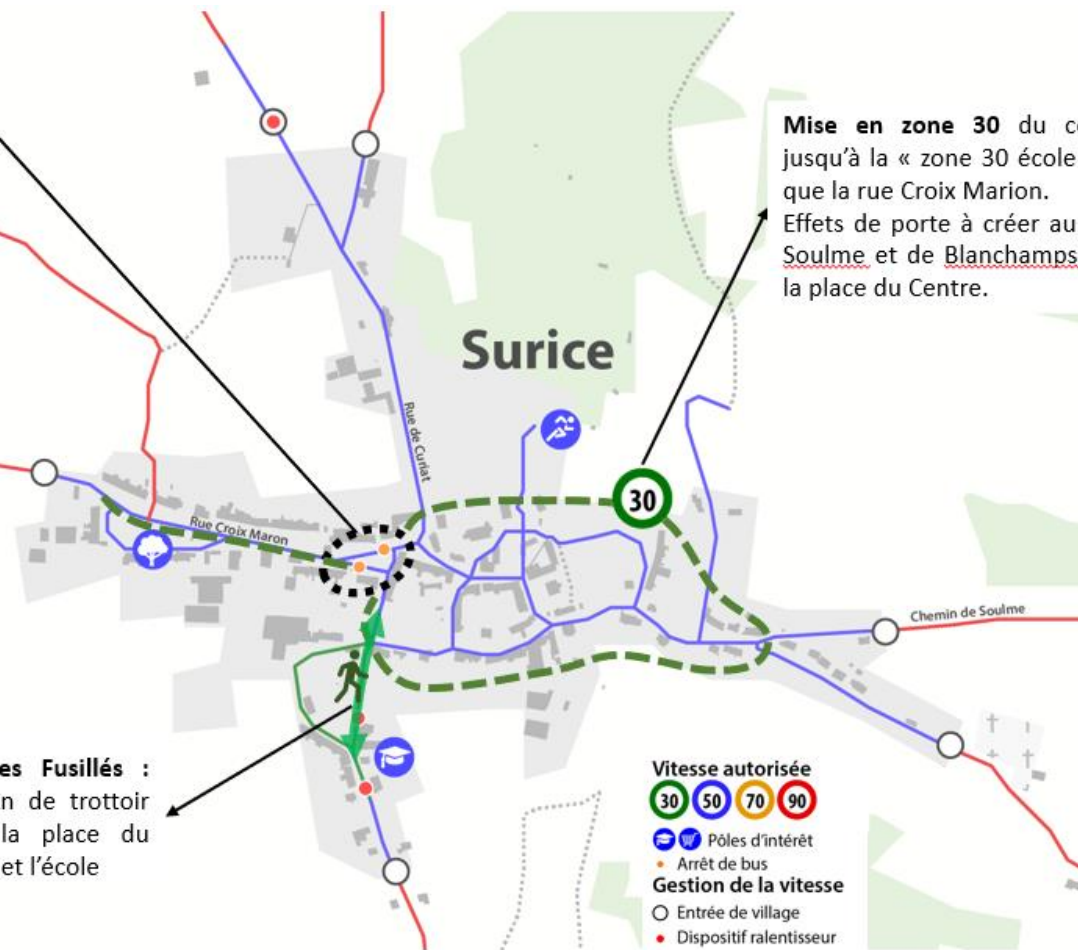 Mise en zone 30 du
jusqu'à la « zone 30 école
que la rue Croix Marion.
Effets de porte à créer au
Soulme et de Blanchamps
la place du Centre.
Surice
Rue de Curiat
30
Rue Croix Maron
Chemin de Soulme
es Fusillés :
n de trottoir
la place du
et l'école
Vitesse autorisée
30 50 70 90
Pôles d'intérêt
Arrêt de bus
Gestion de la vitesse
Entrée de village
Dispositif ralentisseur